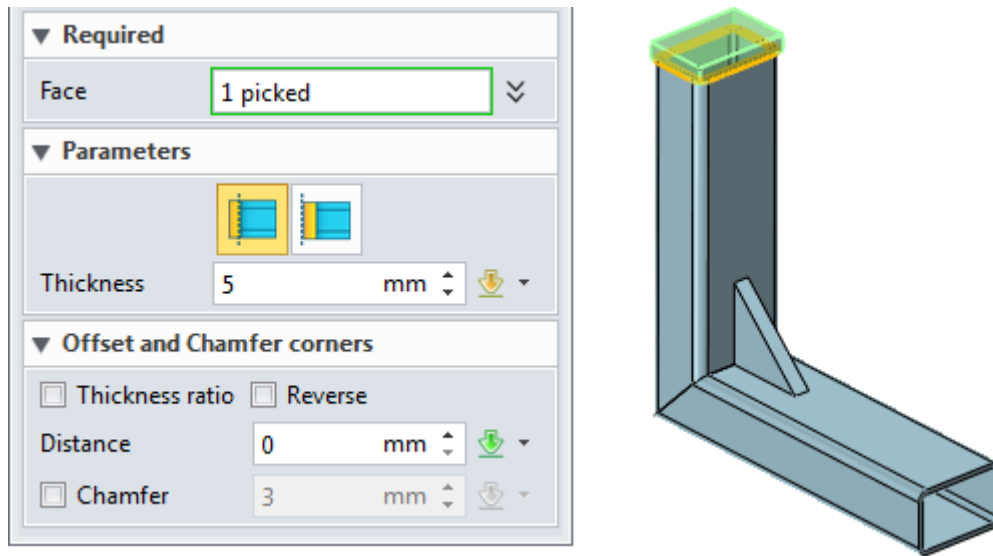 Required
Face 1 picked
Parameters
Thickness 5 mm
Offset and Chamfer corners
Thickness ratio Reverse
Distance 0 mm
Chamfer 3 mm